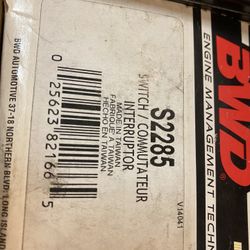 BWD
ENGINE MANAGEMENT TECHN
S2285
SWITCH / COMMUTATEUR
INTERRUPTOR
MADE IN TAIWAN
FABRIQUÉ A TAIWAN
HECHO EN TAIWAN
V14041
0 25623 82166 5
BWD AUTOMOTIVE 37-18 NORTHERN BLVD. LONG ISLAND